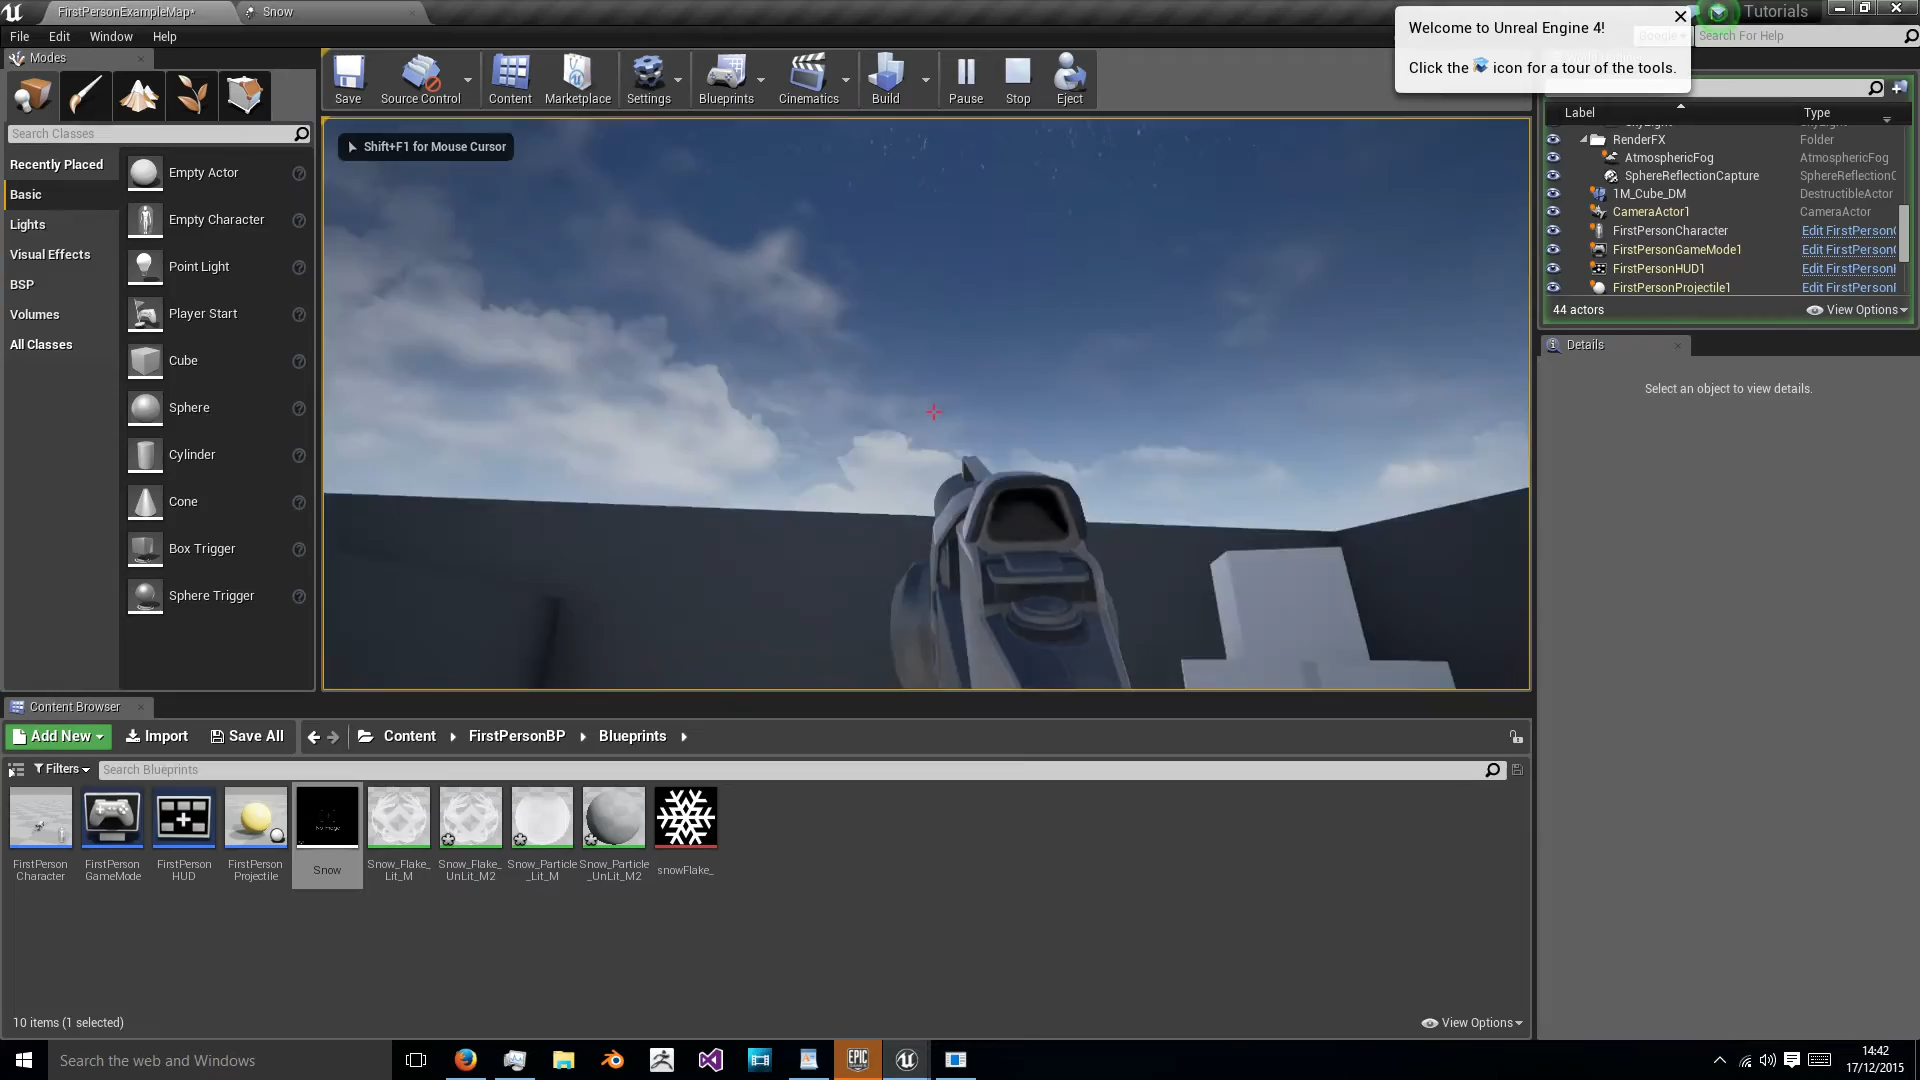 FirstPersonExampleMap*
Snow
Tutorials
File Edit Window Help
Welcome to Unreal Engine 4!
Click the icon for a tour of the tools.
Search For Help
Modes
Save
Source Control
Content
Marketplace
Settings
Blueprints
Cinematics
Build
Pause
Stop
Eject
Search Classes
Recently Placed
Basic
Lights
Visual Effects
BSP
Volumes
All Classes
Empty Actor
Empty Character
Point Light
Player Start
Cube
Sphere
Cylinder
Cone
Box Trigger
Sphere Trigger
Shift+F1 for Mouse Cursor
Label Type
RenderFX Folder
AtmosphericFog AtmosphericFog
SphereReflectionCapture SphereReflectionC
1M_Cube_DM DestructibleActor
CameraActor1 CameraActor
FirstPersonCharacter Edit FirstPersonC
FirstPersonGameMode1 Edit FirstPersonG
FirstPersonHUD1 Edit FirstPersonH
FirstPersonProjectile1 Edit FirstPersonP
44 actors
View Options
Details
Select an object to view details.
Content Browser
Add New
Import
Save All
Content
FirstPersonBP
Blueprints
Filters
Search Blueprints
FirstPerson
Character
FirstPerson
GameMode
FirstPerson
HUD
FirstPerson
Projectile
Snow
Snow_Flake_
Lit_M
Snow_Flake_
UnLit_M2
Snow_Particle
_Lit_M
Snow_Particle
_UnLit_M2
snowFlake_
10 items (1 selected)
View Options
Search the web and Windows
EPIC
GAMES
14:42
17/12/2015